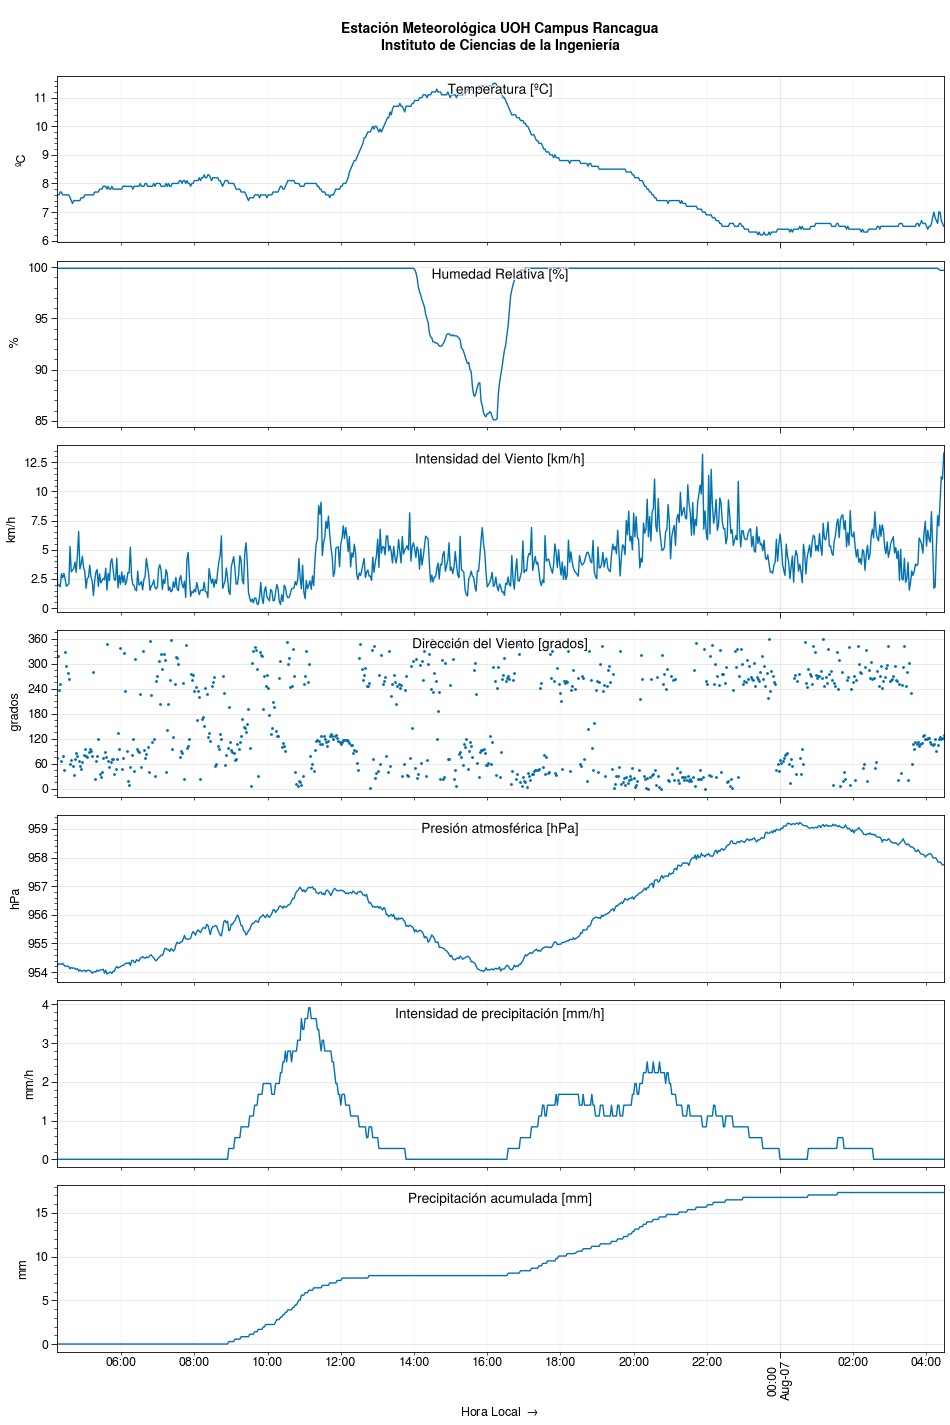 Estación Meteorológica UOH Campus Rancagua
Instituto de Ciencias de la Ingeniería
Temperatura [ºC]
ºC
11
10
9
8
7
6
Humedad Relativa [%]
%
100
95
90
85
Intensidad del Viento [km/h]
km/h
12.5
10
7.5
5
2.5
0
Dirección del Viento [grados]
grados
360
300
240
180
120
60
0
Presión atmosférica [hPa]
hPa
959
958
957
956
955
954
Intensidad de precipitación [mm/h]
mm/h
4
3
2
1
0
Precipitación acumulada [mm]
mm
15
10
5
0
06:00 08:00 10:00 12:00 14:00 16:00 18:00 20:00 22:00 00:00 02:00 04:00
Aug-07
Hora Local →